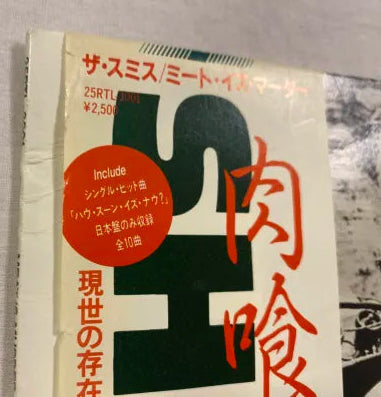 ザ・スミス/ミート・イズ・マーダー
25RTL-3001
¥2,500
Include
シングル・ヒット曲
「ハウ・スーン・イズ・ナウ?」
日本盤のみ収録
全10曲
SH
肉喰
現世の存在